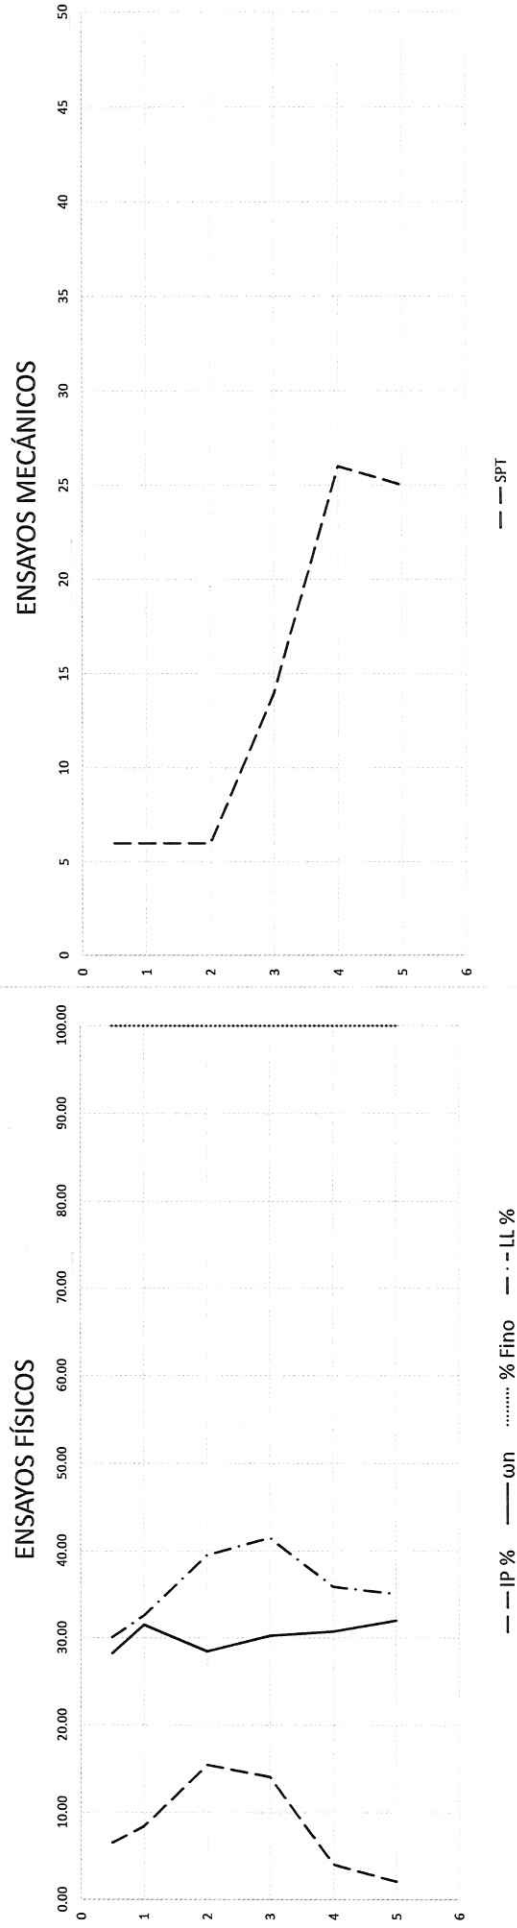 ENSAYOS FÍSICOS
0.00 10.00 20.00 30.00 40.00 50.00 60.00 70.00 80.00 90.00 100.00
0
1
2
3
4
5
6
— — IP % —— ωn ········ % Fino — · - LL %
ENSAYOS MECÁNICOS
0 5 10 15 20 25 30 35 40 45 50
0
1
2
3
4
5
6
— — SPT